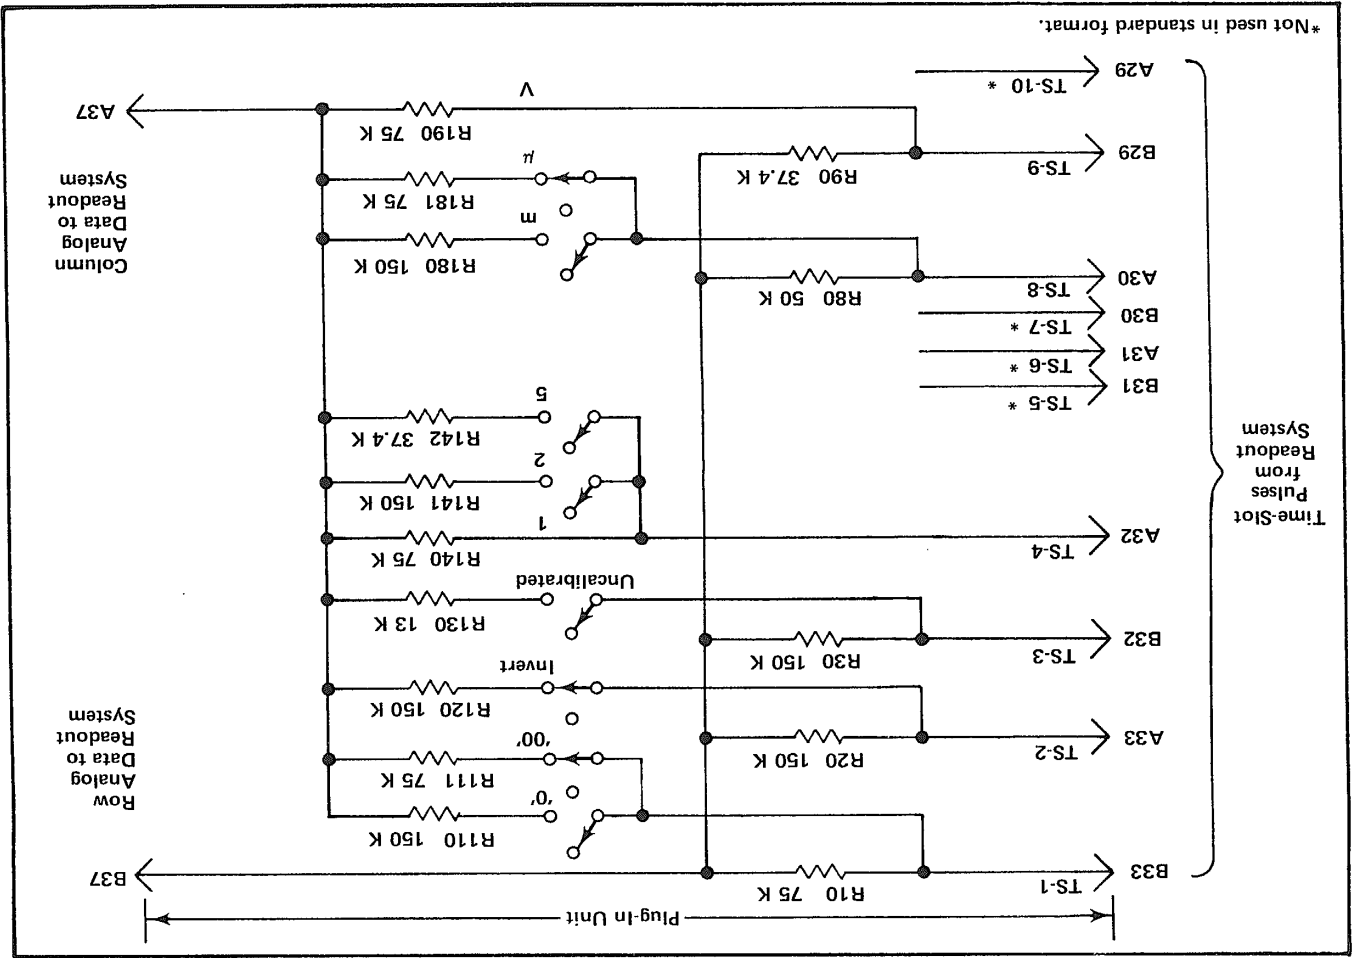 Plug-In Unit
B33
TS-1
R10 75 K
B37
R110 150 K
'0'
R111 75 K
'00'
Row
Analog
Data to
Readout
System
A33
TS-2
R20 150 K
R120 150 K
Invert
B32
TS-3
R30 150 K
R130 13 K
Uncalibrated
A32
TS-4
R140 75 K
1
R141 150 K
2
R142 37.4 K
5
Time-Slot
Pulses
from
Readout
System
B31
TS-5 *
A31
TS-6 *
B30
TS-7 *
A30
TS-8
R80 50 K
R180 150 K
m
R181 75 K
μ
Column
Analog
Data to
Readout
System
B29
TS-9
R90 37.4 K
R190 75 K
V
A37
A29
TS-10 *
*Not used in standard format.